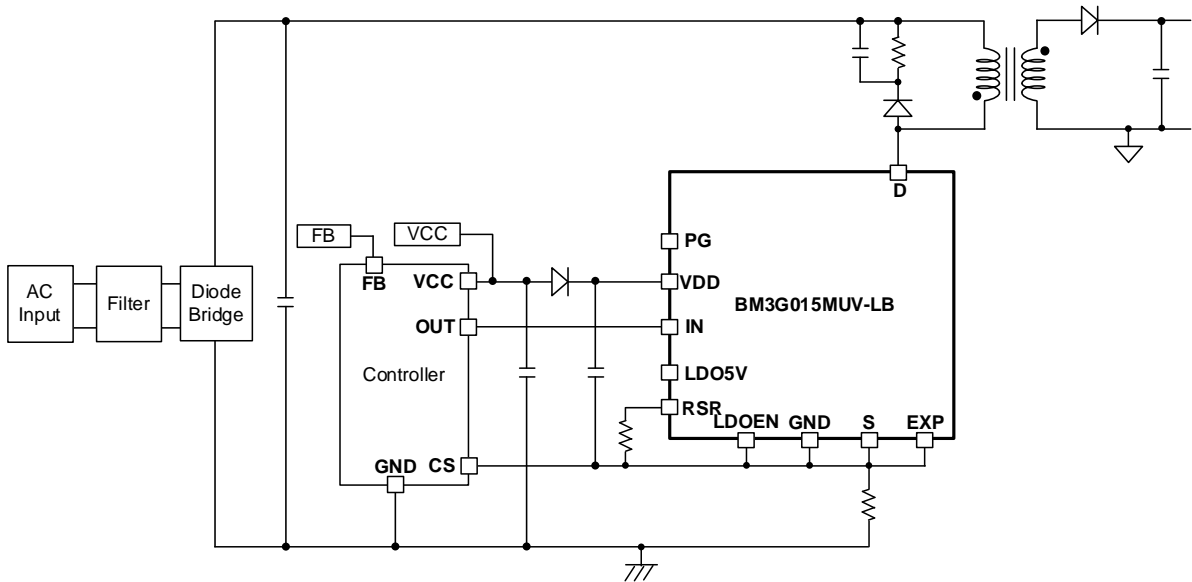 D
PG
FB
VCC
FB
VCC
VDD
BM3G015MUV-LB
AC
Input
Filter
Diode
Bridge
OUT
IN
Controller
LDO5V
RSR
LDOEN
GND
S
EXP
GND
CS